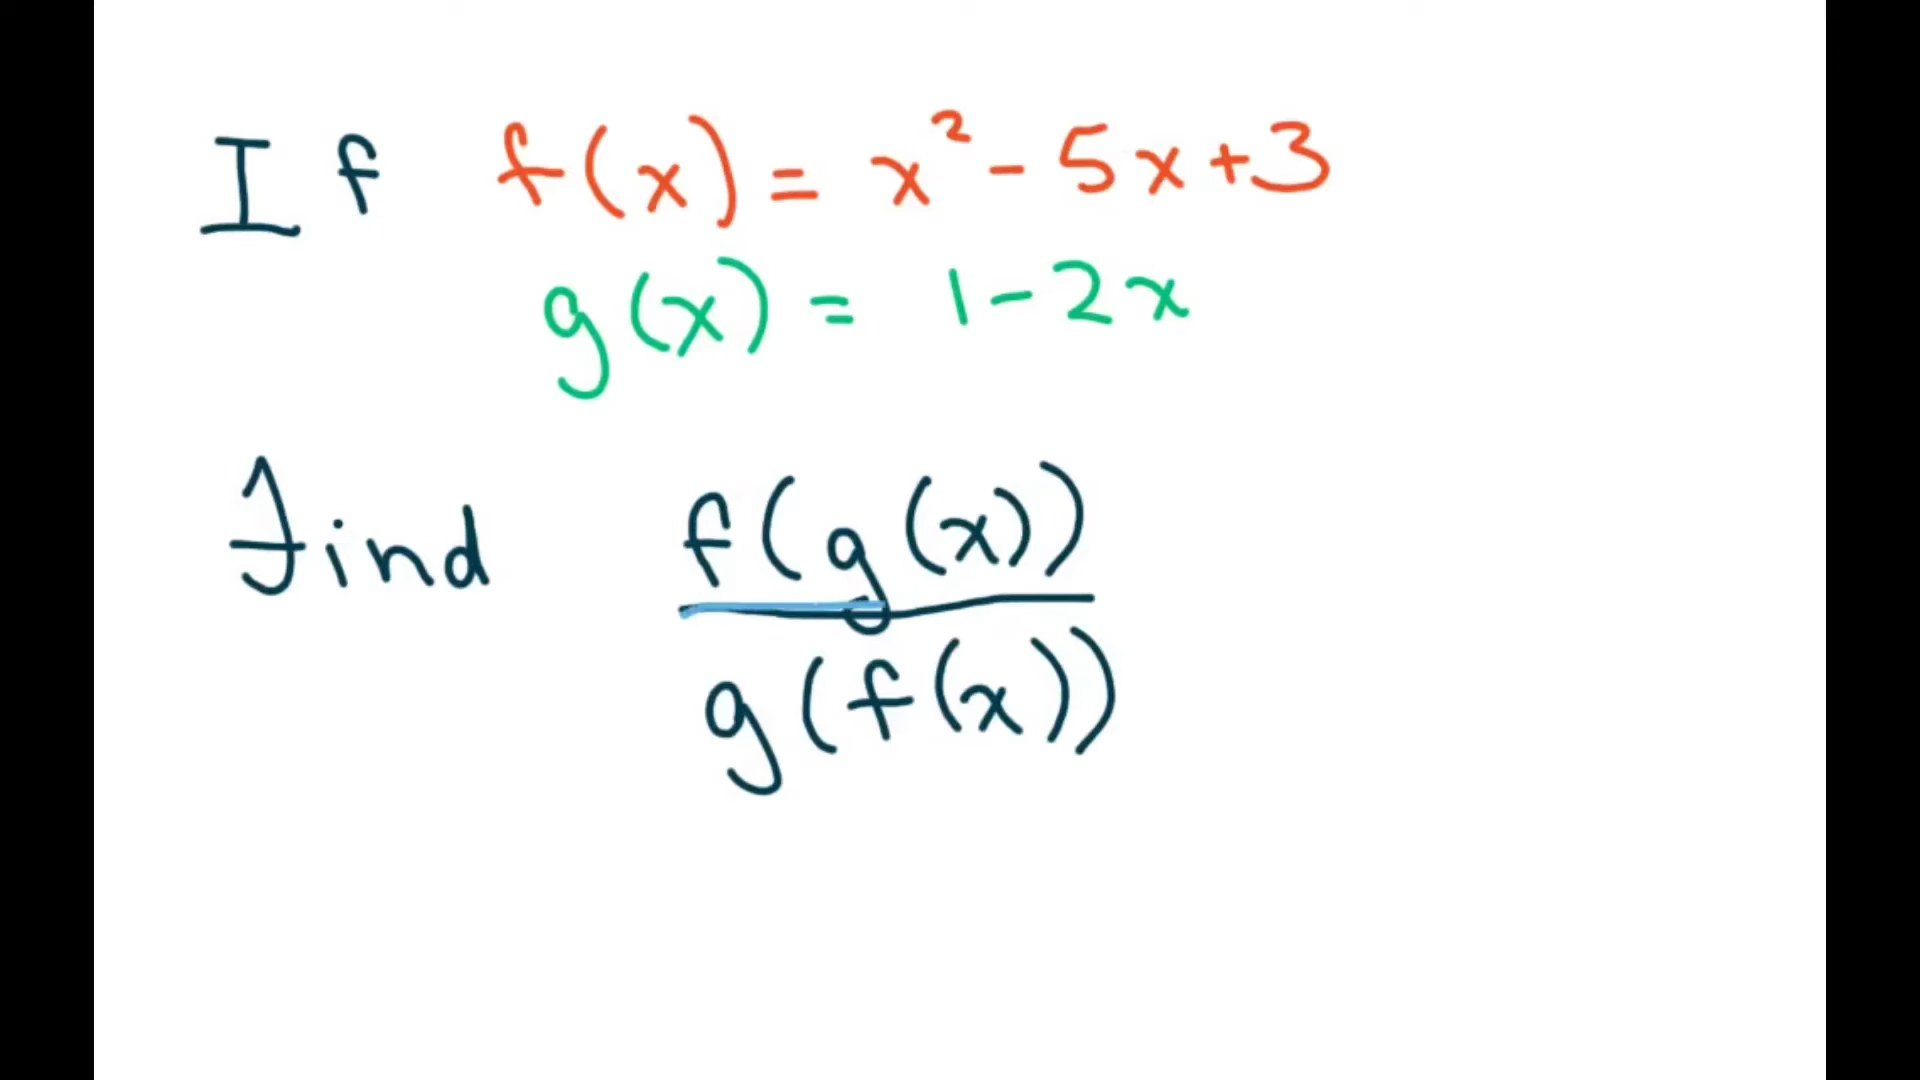 If f(x) = x² - 5x + 3
g(x) = 1 - 2x
Find f(g(x))
g(f(x))